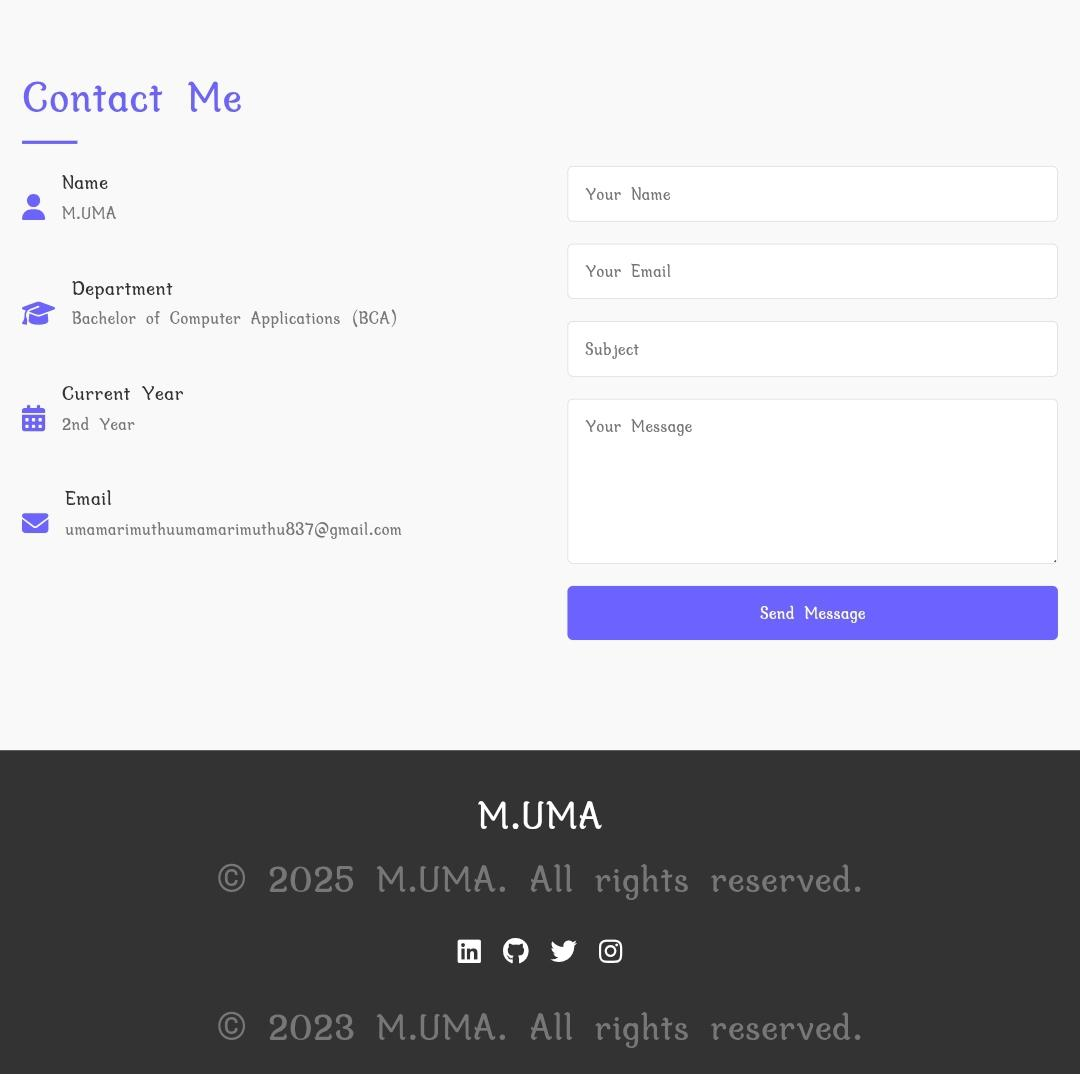 Contact Me
Name
M.UMA
Department
Bachelor of Computer Applications (BCA)
Current Year
2nd Year
Email
umamarimuthuumamarimuthu837@gmail.com
Your Name
Your Email
Subject
Your Message
Send Message
M.UMA
© 2025 M.UMA. All rights reserved.
in
© 2023 M.UMA. All rights reserved.